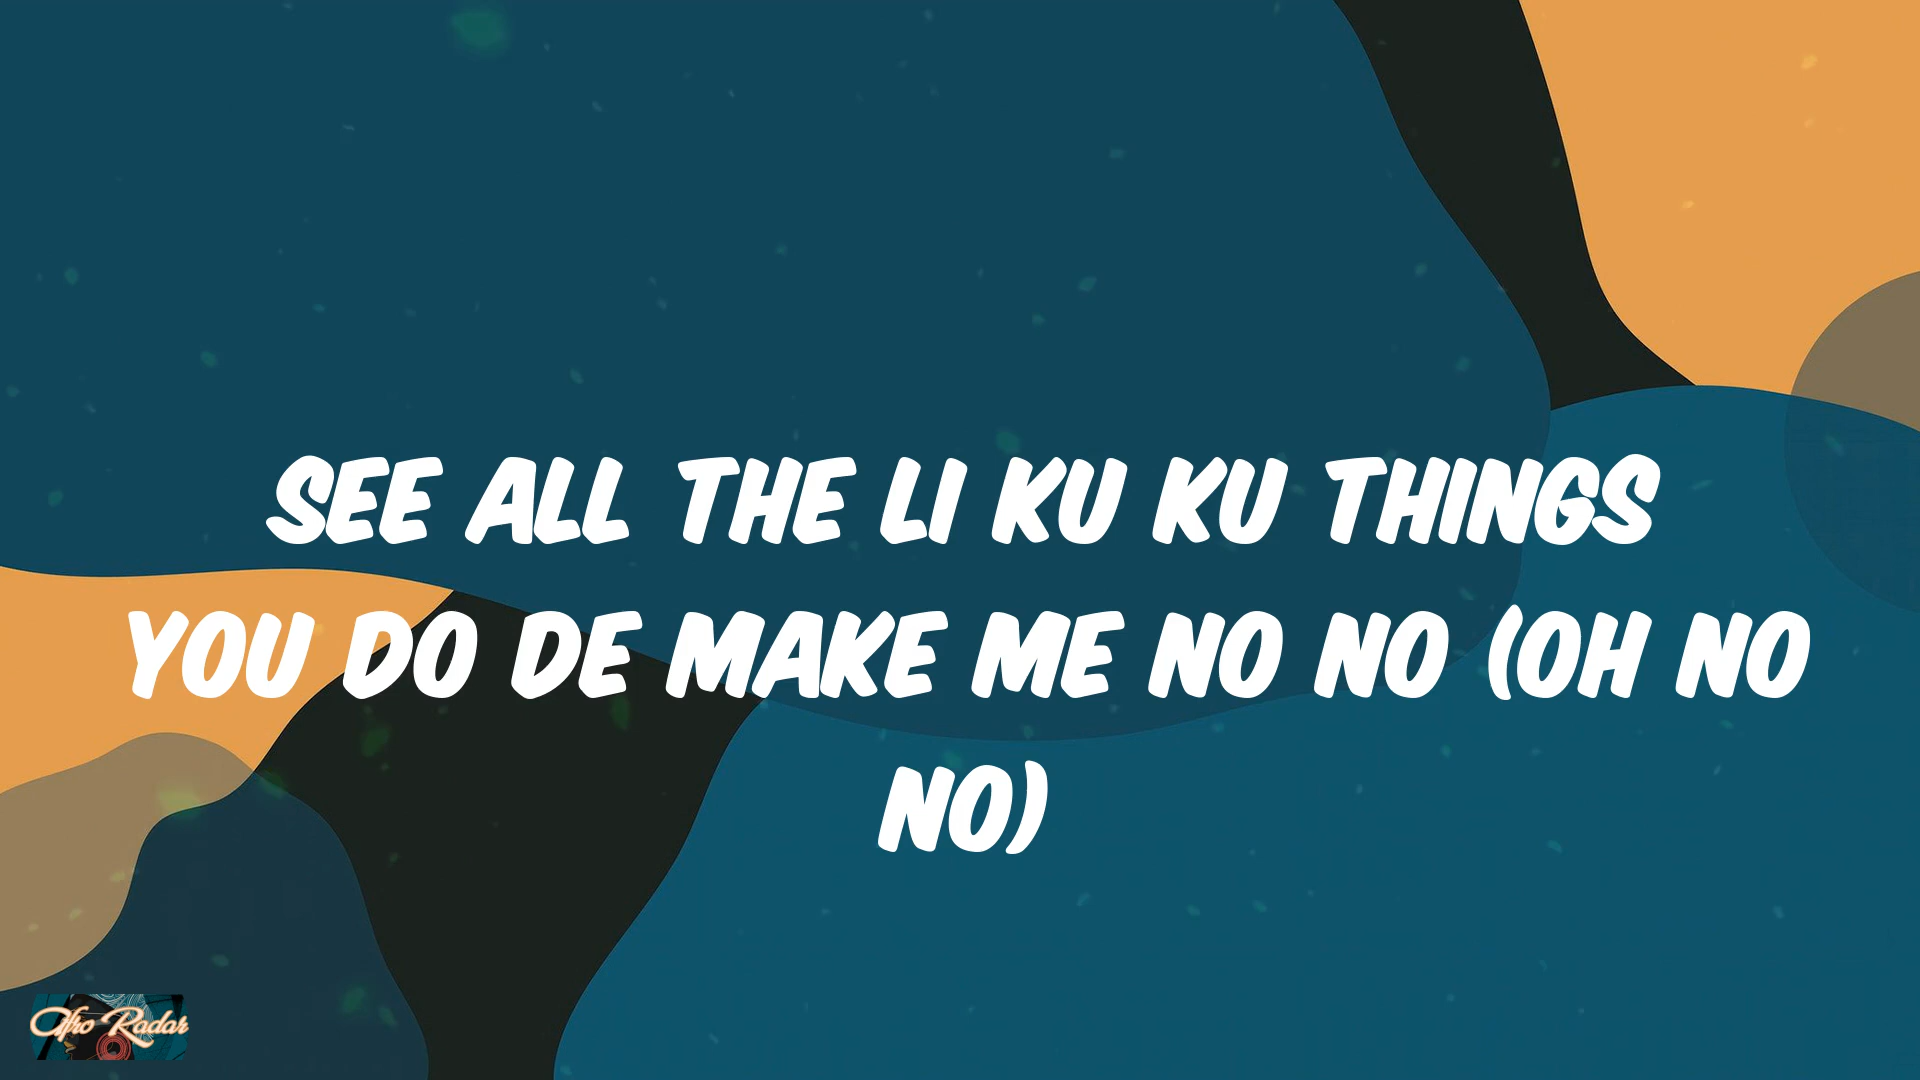 SEE ALL THE LI KU KU THINGS
YOU DO DE MAKE ME NO NO (OH NO
NO)
Afro Radar